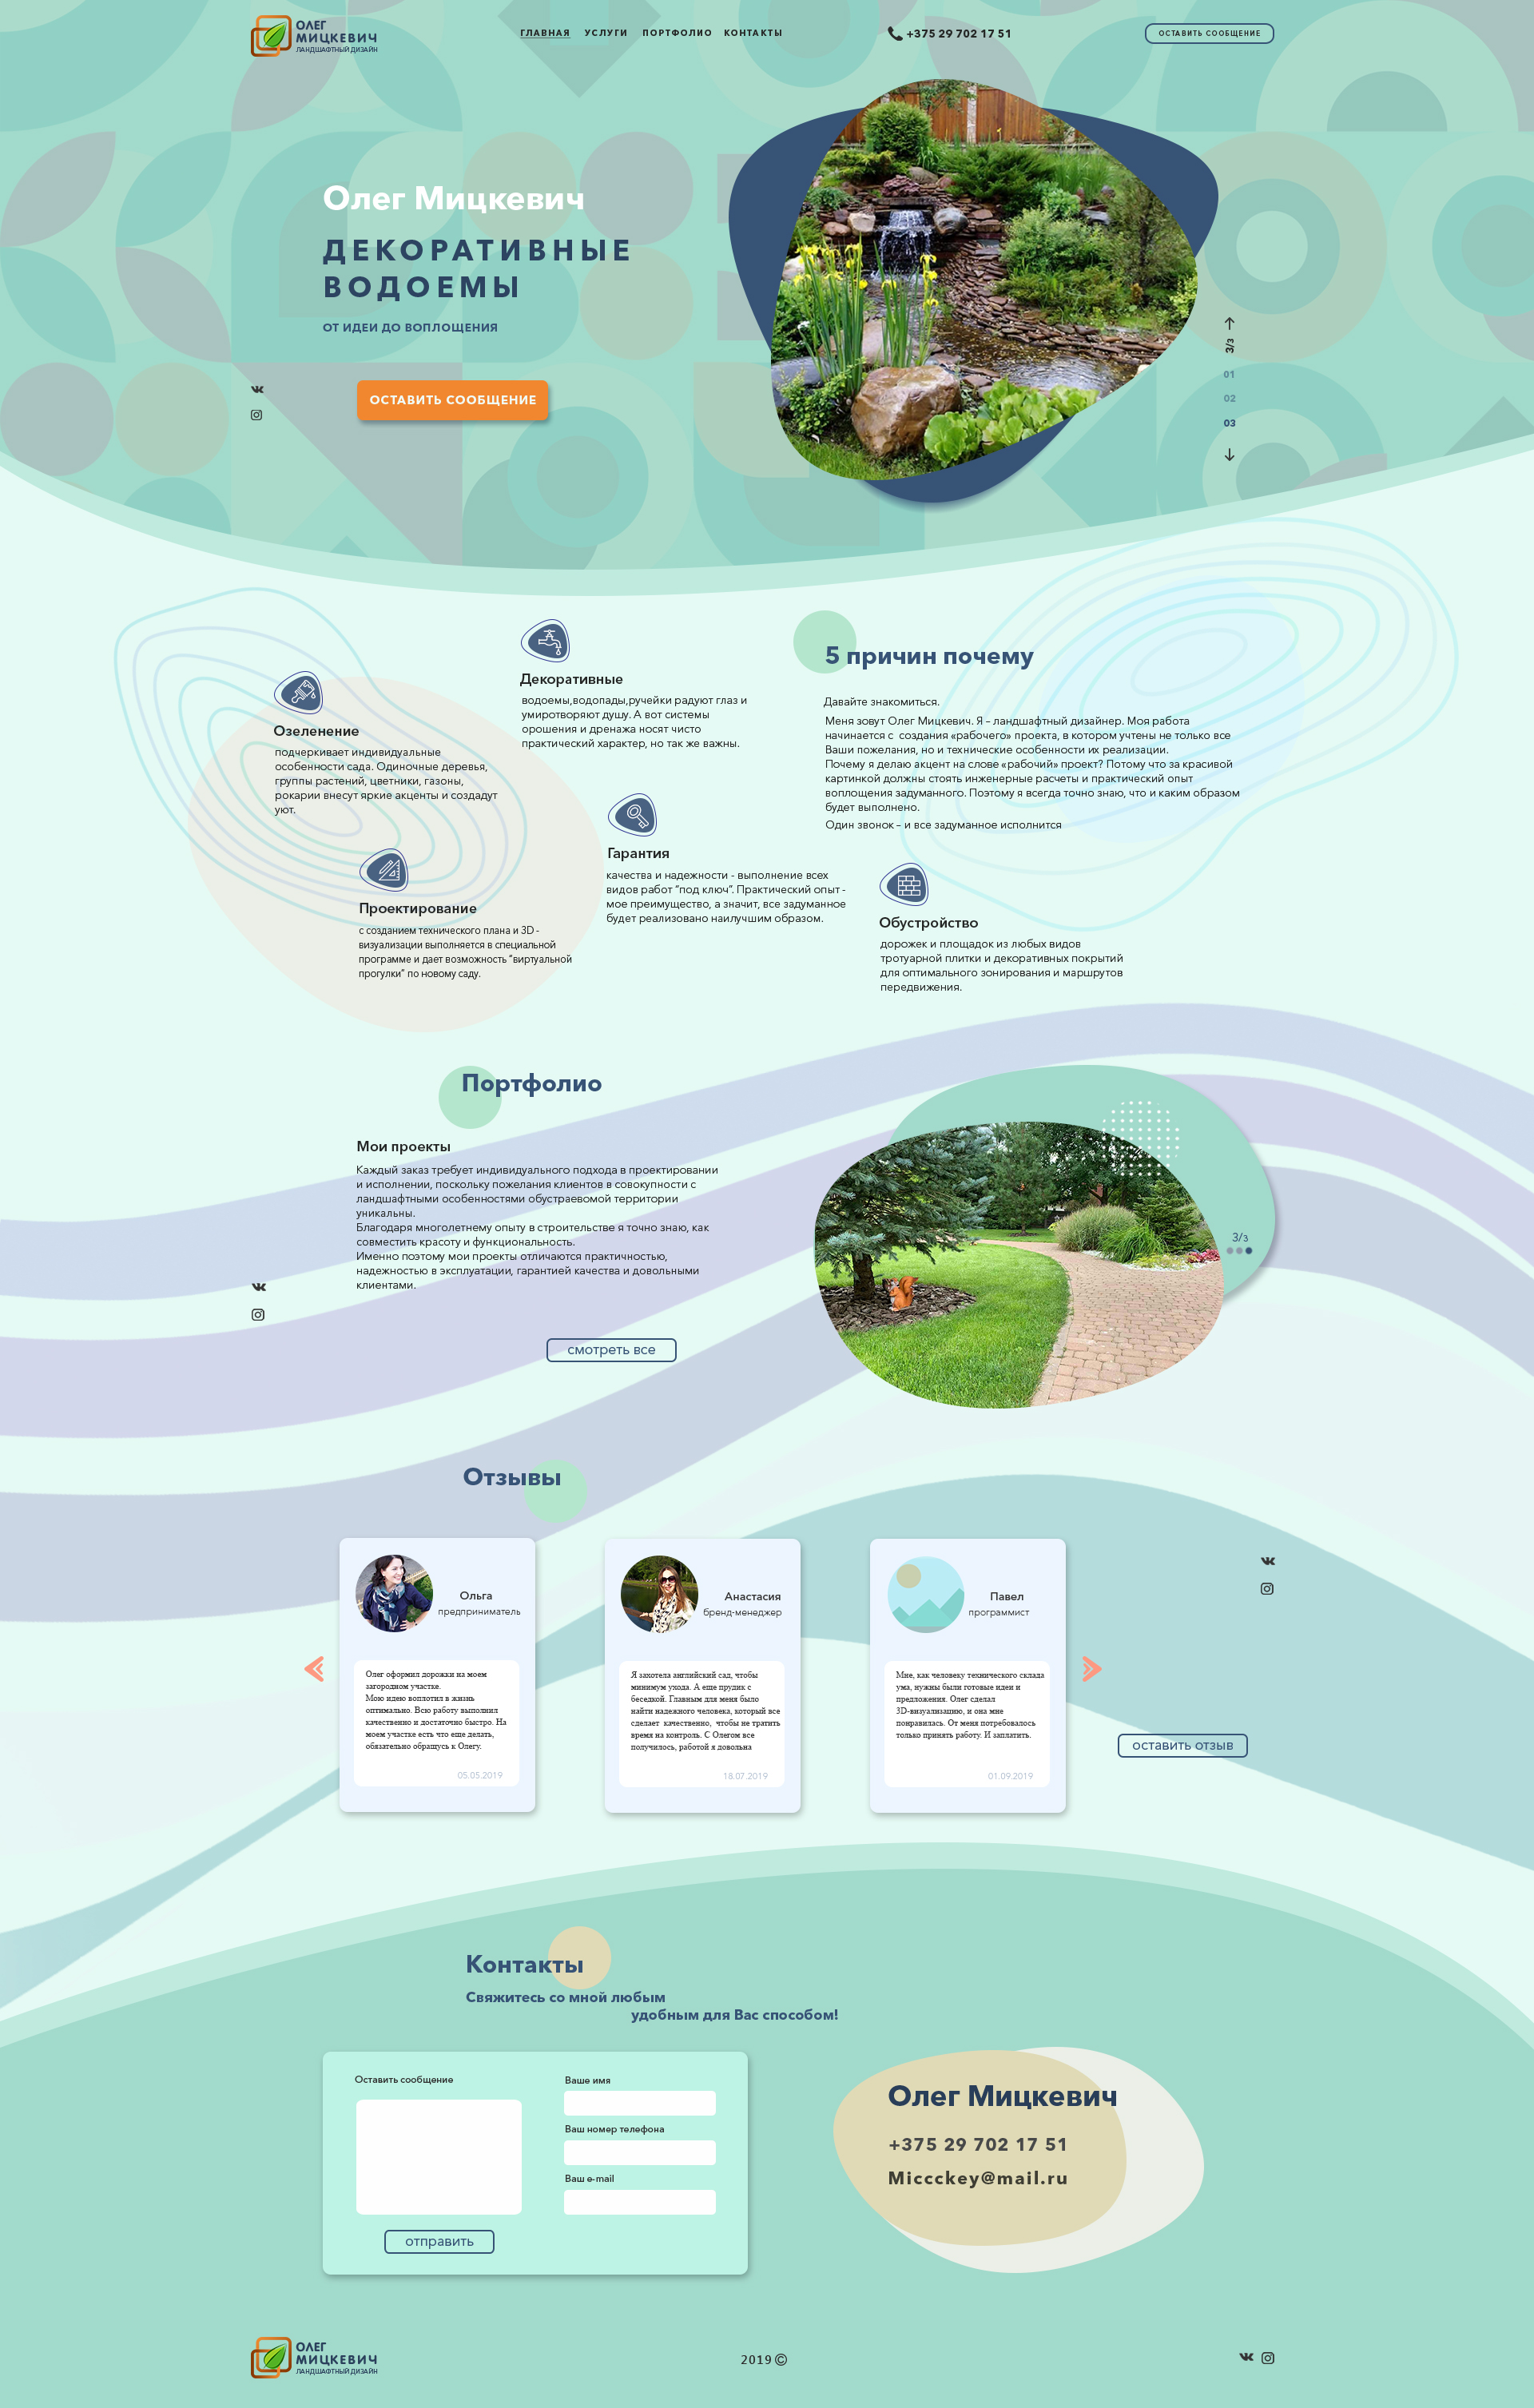 ОЛЕГ
МИЦКЕВИЧ
ЛАНДШАФТНЫЙ ДИЗАЙН
ГЛАВНАЯ УСЛУГИ ПОРТФОЛИО КОНТАКТЫ
+375 29 702 17 51
ОСТАВИТЬ СООБЩЕНИЕ
Олег Мицкевич
ДЕКОРАТИВНЫЕ
ВОДОЕМЫ
ОТ ИДЕИ ДО ВОПЛОЩЕНИЯ
ОСТАВИТЬ СООБЩЕНИЕ
3/3
01
02
03
Декоративные
водоемы,водопады,ручейки радуют глаз и
умиротворяют душу. А вот системы
орошения и дренажа носят чисто
практический характер, но так же важны.
Озеленение
подчеркивает индивидуальные
особенности сада. Одиночные деревья,
группы растений, цветники, газоны,
рокарии внесут яркие акценты и создадут
уют.
5 причин почему
Давайте знакомиться.
Меня зовут Олег Мицкевич. Я – ландшафтный дизайнер. Моя работа
начинается с создания «рабочего» проекта, в котором учтены не только все
Ваши пожелания, но и технические особенности их реализации.
Почему я делаю акцент на слове «рабочий» проект? Потому что за красивой
картинкой должны стоять инженерные расчеты и практический опыт
воплощения задуманного. Поэтому я всегда точно знаю, что и каким образом
будет выполнено.
Один звонок – и все задуманное исполнится
Гарантия
качества и надежности - выполнение всех
видов работ “под ключ”. Практический опыт -
мое преимущество, а значит, все задуманное
будет реализовано наилучшим образом.
Проектирование
с созданием технического плана и 3D -
визуализации выполняется в специальной
программе и дает возможность “виртуальной
прогулки” по новому саду.
Обустройство
дорожек и площадок из любых видов
тротуарной плитки и декоративных покрытий
для оптимального зонирования и маршрутов
передвижения.
Портфолио
Мои проекты
Каждый заказ требует индивидуального подхода в проектировании
и исполнении, поскольку пожелания клиентов в совокупности с
ландшафтными особенностями обустраевомой территории
уникальны.
Благодаря многолетнему опыту в строительстве я точно знаю, как
совместить красоту и функциональность.
Именно поэтому мои проекты отличаются практичностью,
надежностью в эксплуатации, гарантией качества и довольными
клиентами.
3/3
смотреть все
Отзывы
Ольга
предприниматель
Олег оформил дорожки на моем
загородном участке.
Мою идею воплотил в жизнь
оптимально. Всю работу выполнил
качественно и достаточно быстро. На
моем участке есть что еще делать,
обязательно обращусь к Олегу.
05.05.2019
Анастасия
бренд-менеджер
Я захотела английский сад, чтобы
минимум ухода. А еще прудик с
беседкой. Главным для меня было
найти надежного человека, который все
сделает качественно, чтобы не тратить
время на контроль. С Олегом все
получилось, работой я довольна
18.07.2019
Павел
программист
Мне, как человеку технического склада
ума, нужны были готовые идеи и
предложения. Олег сделал
3D-визуализацию, и она мне
понравилась. От меня потребовалось
только принять работу. И заплатить.
01.09.2019
оставить отзыв
Контакты
Свяжитесь со мной любым
удобным для Вас способом!
Оставить сообщение
Ваше имя
Ваш номер телефона
Ваш e-mail
отправить
Олег Мицкевич
+375 29 702 17 51
Miccckey@mail.ru
ОЛЕГ
МИЦКЕВИЧ
ЛАНДШАФТНЫЙ ДИЗАЙН
2019 ©